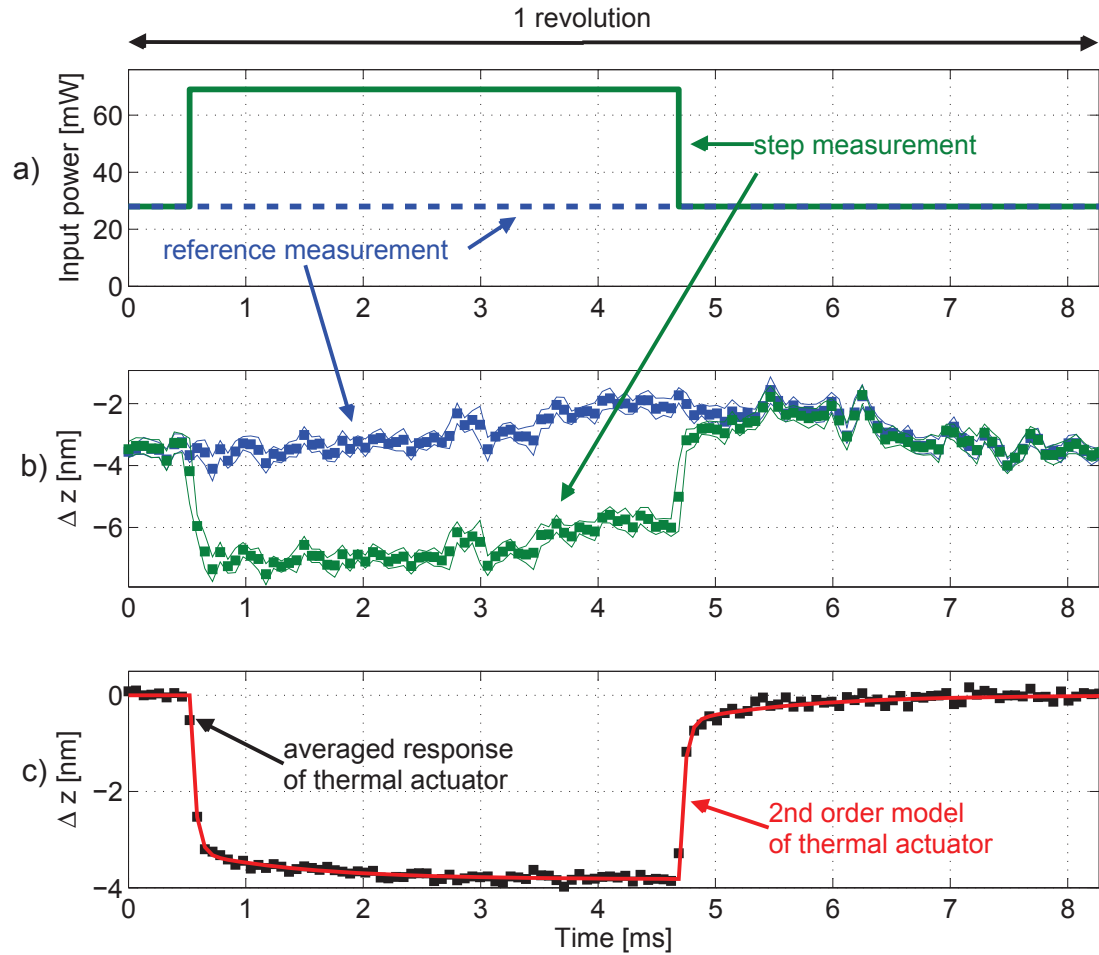 1 revolution
a)
Input power [mW]
60
40
20
0
step measurement
reference measurement
0 1 2 3 4 5 6 7 8
b)
Δ z [nm]
−2
−4
−6
0 1 2 3 4 5 6 7 8
c)
Δ z [nm]
0
−2
−4
averaged response
of thermal actuator
2nd order model
of thermal actuator
0 1 2 3 4 5 6 7 8
Time [ms]